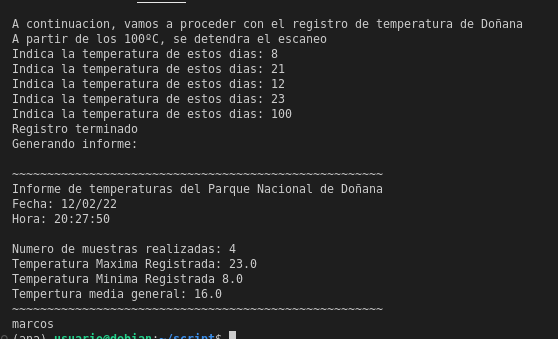 A continuacion, vamos a proceder con el registro de temperatura de Doñana
A partir de los 100ºC, se detendra el escaneo
Indica la temperatura de estos dias: 8
Indica la temperatura de estos dias: 21
Indica la temperatura de estos dias: 12
Indica la temperatura de estos dias: 23
Indica la temperatura de estos dias: 100
Registro terminado
Generando informe:
~~~~~~~~~~~~~~~~~~~~~~~~~~~~~~~~~~~~~~~~~~~~~~~~~~~~~
Informe de temperaturas del Parque Nacional de Doñana
Fecha: 12/02/22
Hora: 20:27:50
Numero de muestras realizadas: 4
Temperatura Maxima Registrada: 23.0
Temperatura Minima Registrada 8.0
Tempertura media general: 16.0
~~~~~~~~~~~~~~~~~~~~~~~~~~~~~~~~~~~~~~~~~~~~~~~~~~~~~
marcos
(ana) usuario@debian:~/script$